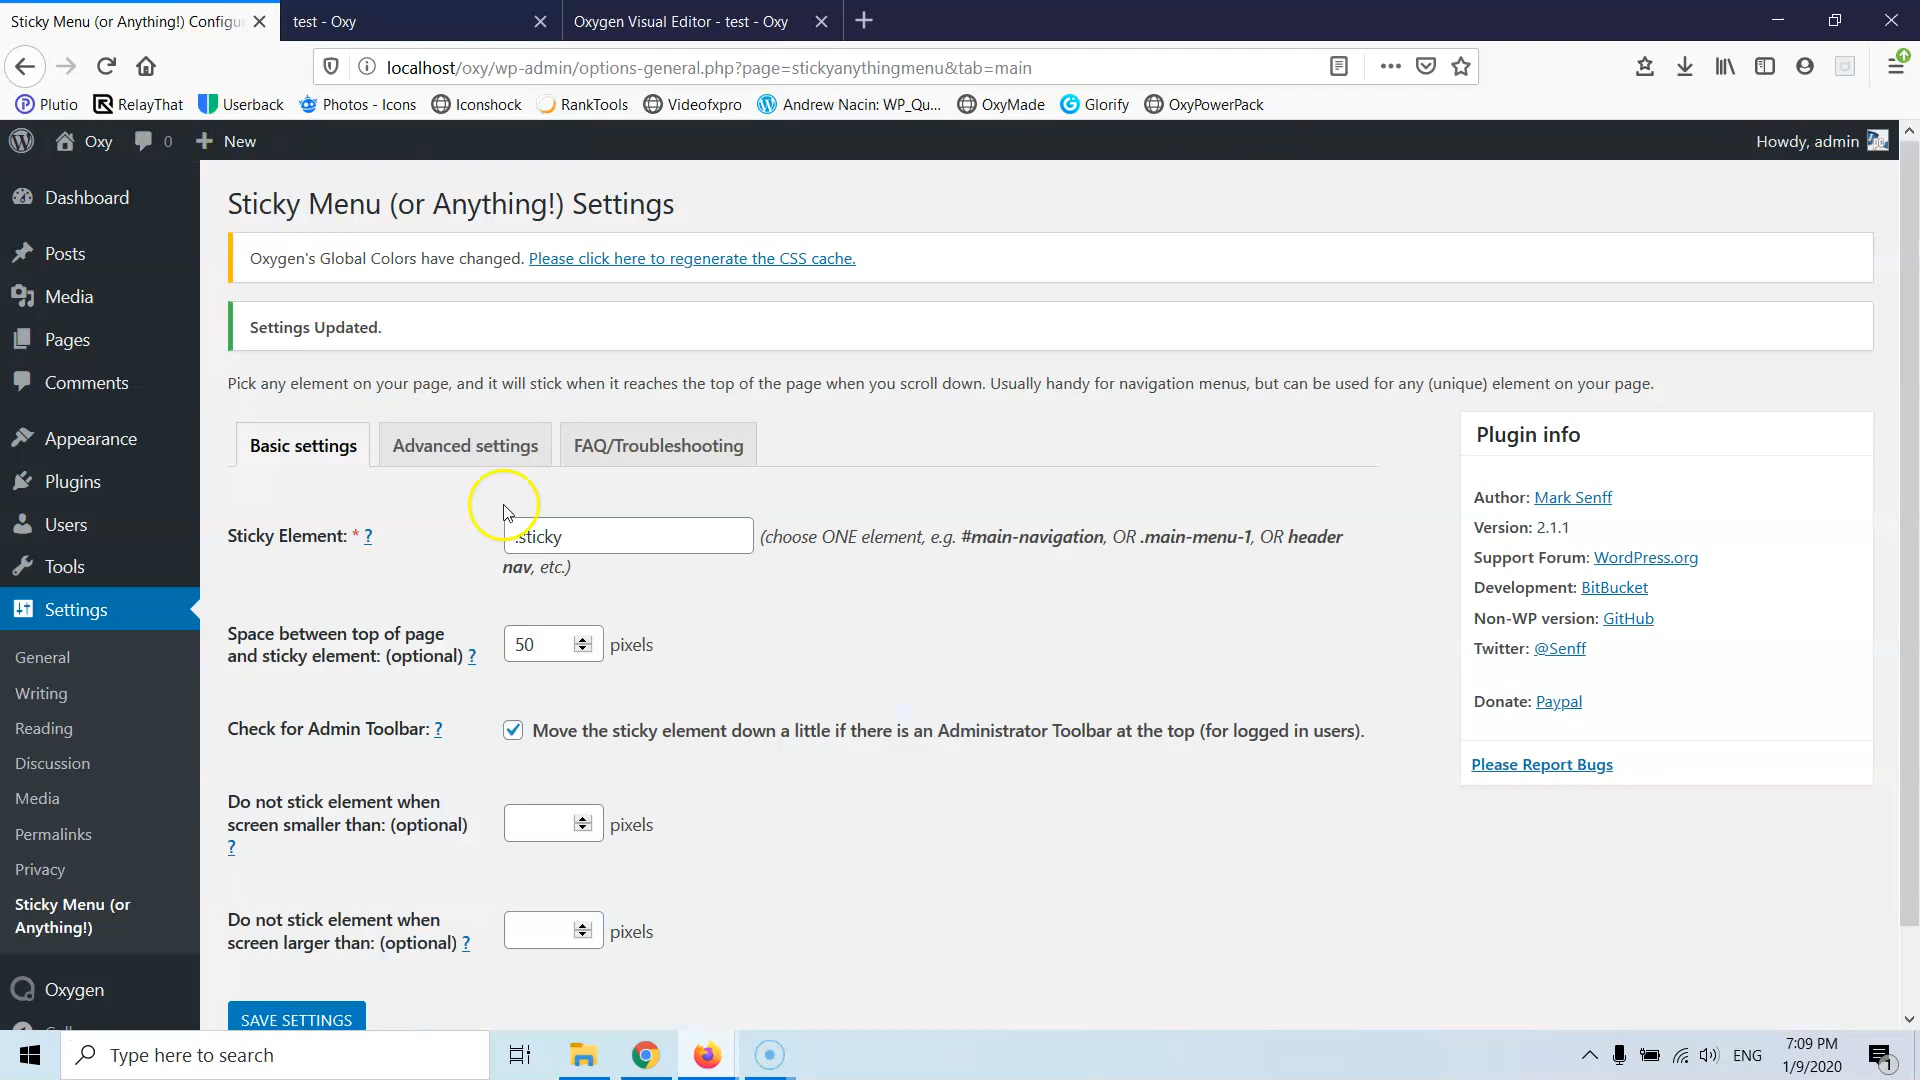 Sticky Menu (or Anything!) Configu
test - Oxy
Oxygen Visual Editor - test - Oxy
localhost/oxy/wp-admin/options-general.php?page=stickyanythingmenu&tab=main
Plutio
RelayThat
Userback
Photos - Icons
Iconshock
RankTools
Videofxpro
Andrew Nacin: WP_Qu...
OxyMade
Glorify
OxyPowerPack
Oxy
0
New
Howdy, admin
Dashboard
Posts
Media
Pages
Comments
Appearance
Plugins
Users
Tools
Settings
General
Writing
Reading
Discussion
Media
Permalinks
Privacy
Sticky Menu (or
Anything!)
Oxygen
Sticky Menu (or Anything!) Settings
Oxygen's Global Colors have changed. Please click here to regenerate the CSS cache.
Settings Updated.
Pick any element on your page, and it will stick when it reaches the top of the page when you scroll down. Usually handy for navigation menus, but can be used for any (unique) element on your page.
Basic settings
Advanced settings
FAQ/Troubleshooting
Sticky Element: * ?
.sticky
(choose ONE element, e.g. #main-navigation, OR .main-menu-1, OR header
nav, etc.)
Space between top of page
and sticky element: (optional) ?
50
pixels
Check for Admin Toolbar: ?
Move the sticky element down a little if there is an Administrator Toolbar at the top (for logged in users).
Do not stick element when
screen smaller than: (optional)
?
pixels
Do not stick element when
screen larger than: (optional) ?
pixels
SAVE SETTINGS
Plugin info
Author: Mark Senff
Version: 2.1.1
Support Forum: WordPress.org
Development: BitBucket
Non-WP version: GitHub
Twitter: @Senff
Donate: Paypal
Please Report Bugs
Type here to search
ENG
7:09 PM
1/9/2020
1